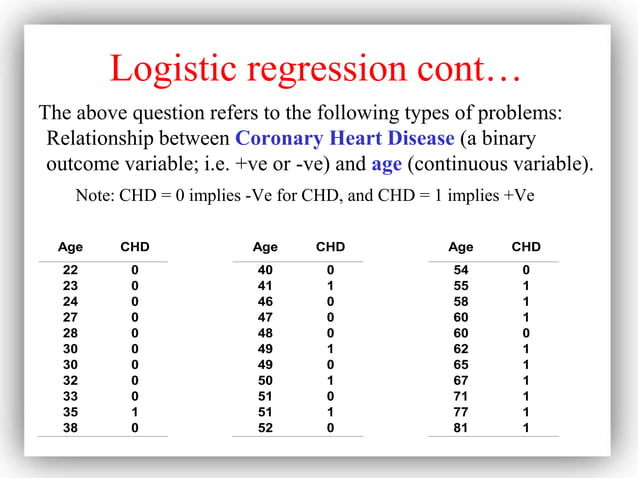 Logistic regression cont…
The above question refers to the following types of problems:
Relationship between Coronary Heart Disease (a binary
outcome variable; i.e. +ve or -ve) and age (continuous variable).
Note: CHD = 0 implies -Ve for CHD, and CHD = 1 implies +Ve
Age CHD Age CHD Age CHD
22 0 40 0 54 0
23 0 41 1 55 1
24 0 46 0 58 1
27 0 47 0 60 1
28 0 48 0 60 0
30 0 49 1 62 1
30 0 49 0 65 1
32 0 50 1 67 1
33 0 51 0 71 1
35 1 51 1 77 1
38 0 52 0 81 1